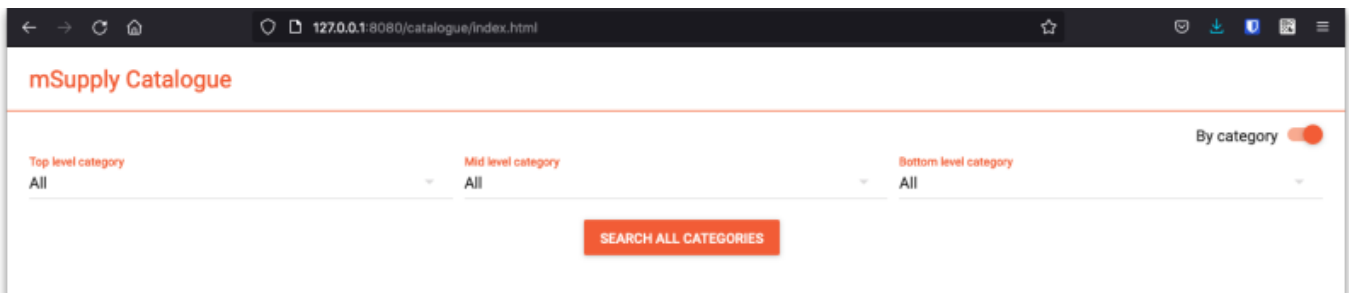 127.0.0.1:8080/catalogue/index.html
mSupply Catalogue
By category
Top level category
Mid level category
Bottom level category
All
All
All
SEARCH ALL CATEGORIES